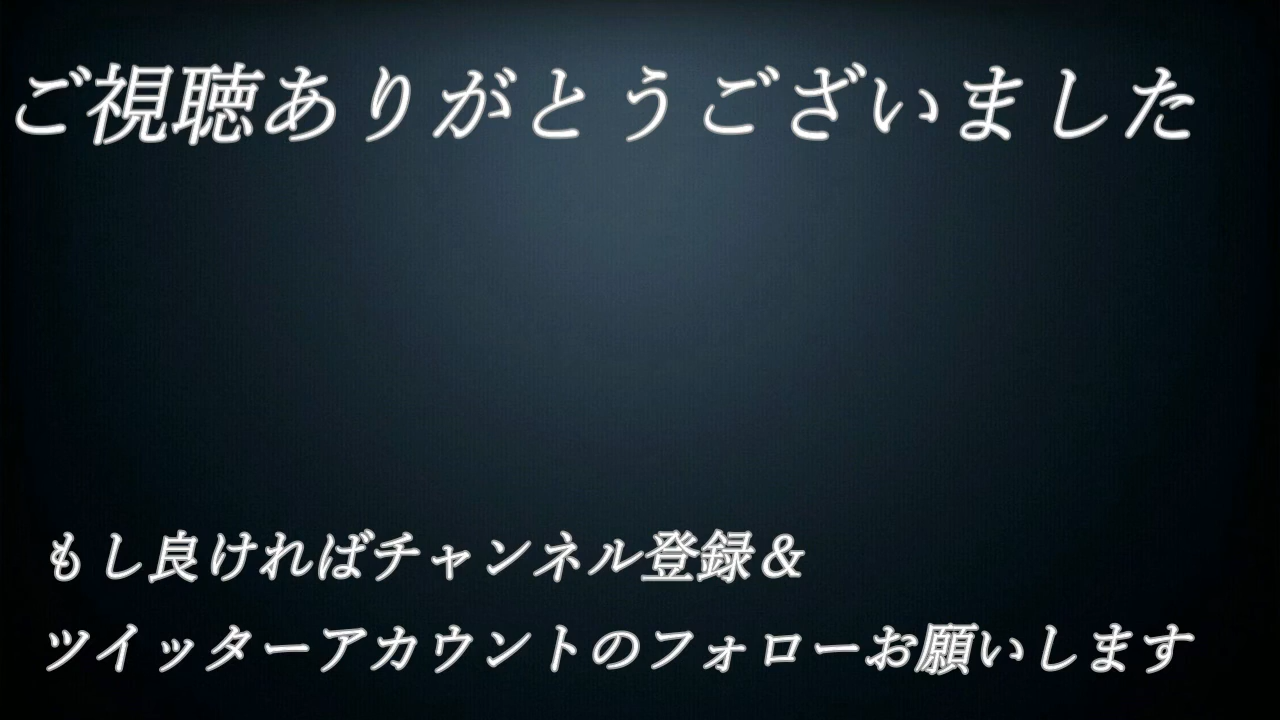 ご視聴ありがとうございました
もし良ければチャンネル登録＆
ツイッターアカウントのフォローお願いします